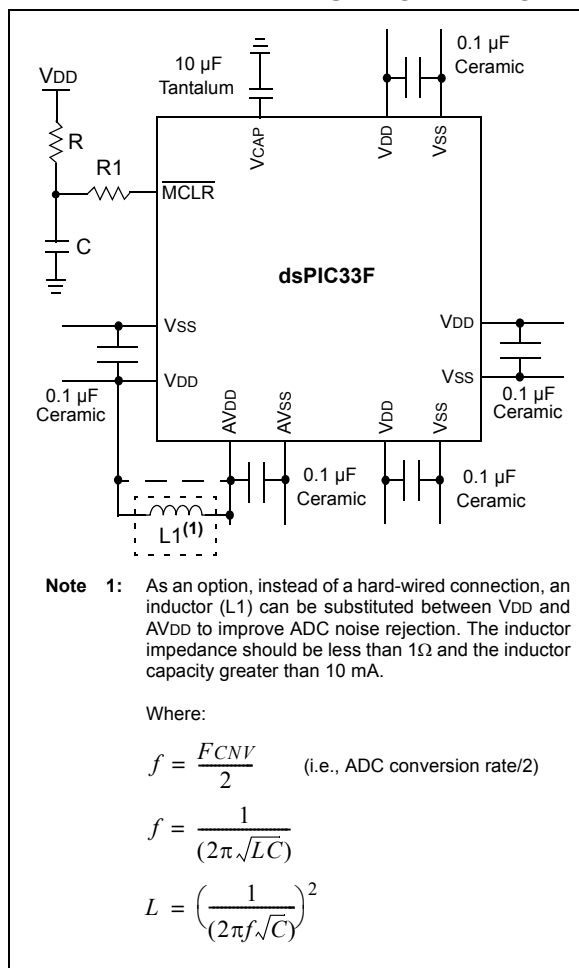 10 µF
Tantalum
0.1 µF
Ceramic
VDD
R
R1
C
VCAP
VDD
VSS
MCLR
dsPIC33F
VSS
VDD
VDD
VSS
0.1 µF
Ceramic
AVDD
AVSS
VDD
VSS
0.1 µF
Ceramic
0.1 µF
Ceramic
0.1 µF
Ceramic
L1(1)
Note 1: As an option, instead of a hard-wired connection, an
inductor (L1) can be substituted between VDD and
AVDD to improve ADC noise rejection. The inductor
impedance should be less than 1Ω and the inductor
capacity greater than 10 mA.
Where:
f = FCNV / 2 (i.e., ADC conversion rate/2)
f = 1 / (2π√LC)
L = (1 / (2πf√C))²